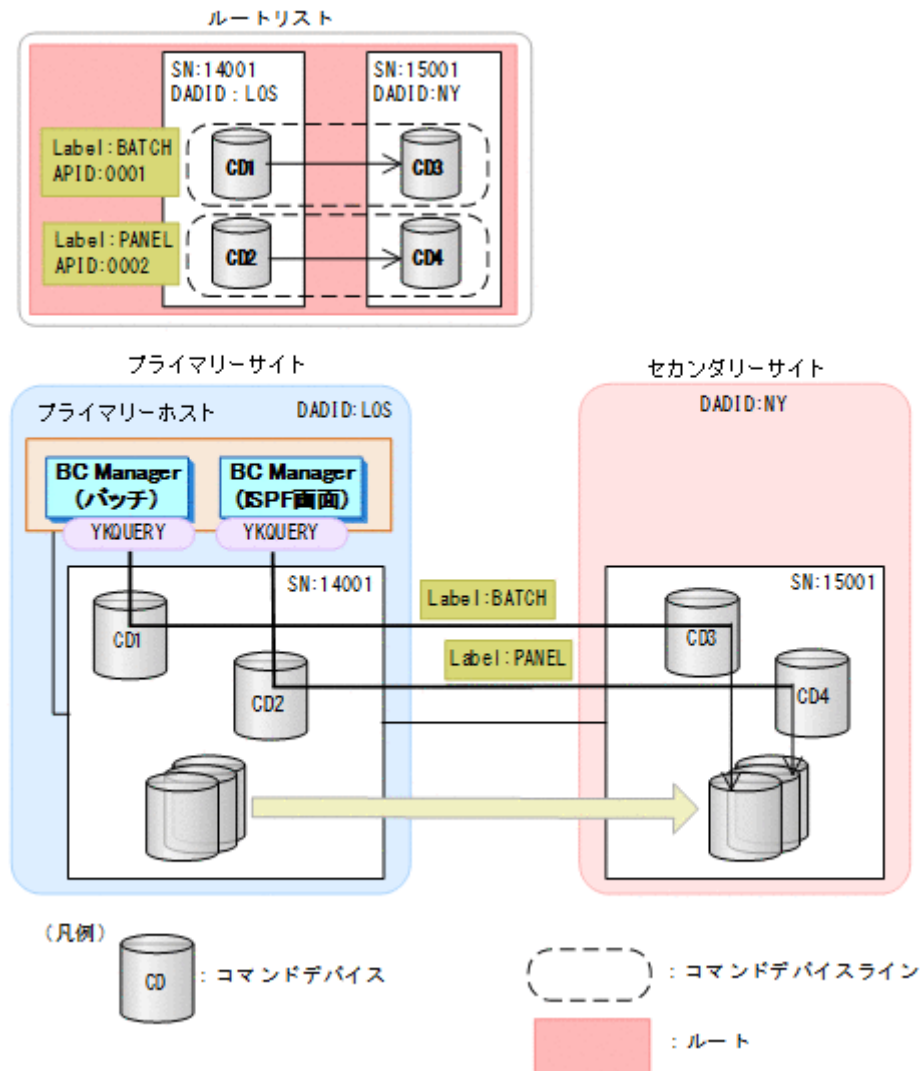 ルートリスト
SN:14001
DADID：LOS
SN:15001
DADID:NY
Label:BATCH
APID:0001
CD1
CD3
Label:PANEL
APID:0002
CD2
CD4
プライマリーサイト
セカンダリーサイト
プライマリーホスト
DADID:LOS
DADID:NY
BC Manager
(バッチ)
BC Manager
(ISPF画面)
YKQUERY
YKQUERY
SN:14001
SN:15001
Label:BATCH
CD1
CD3
Label:PANEL
CD2
CD4
(凡例)
CD
：コマンドデバイス
：コマンドデバイスライン
：ルート